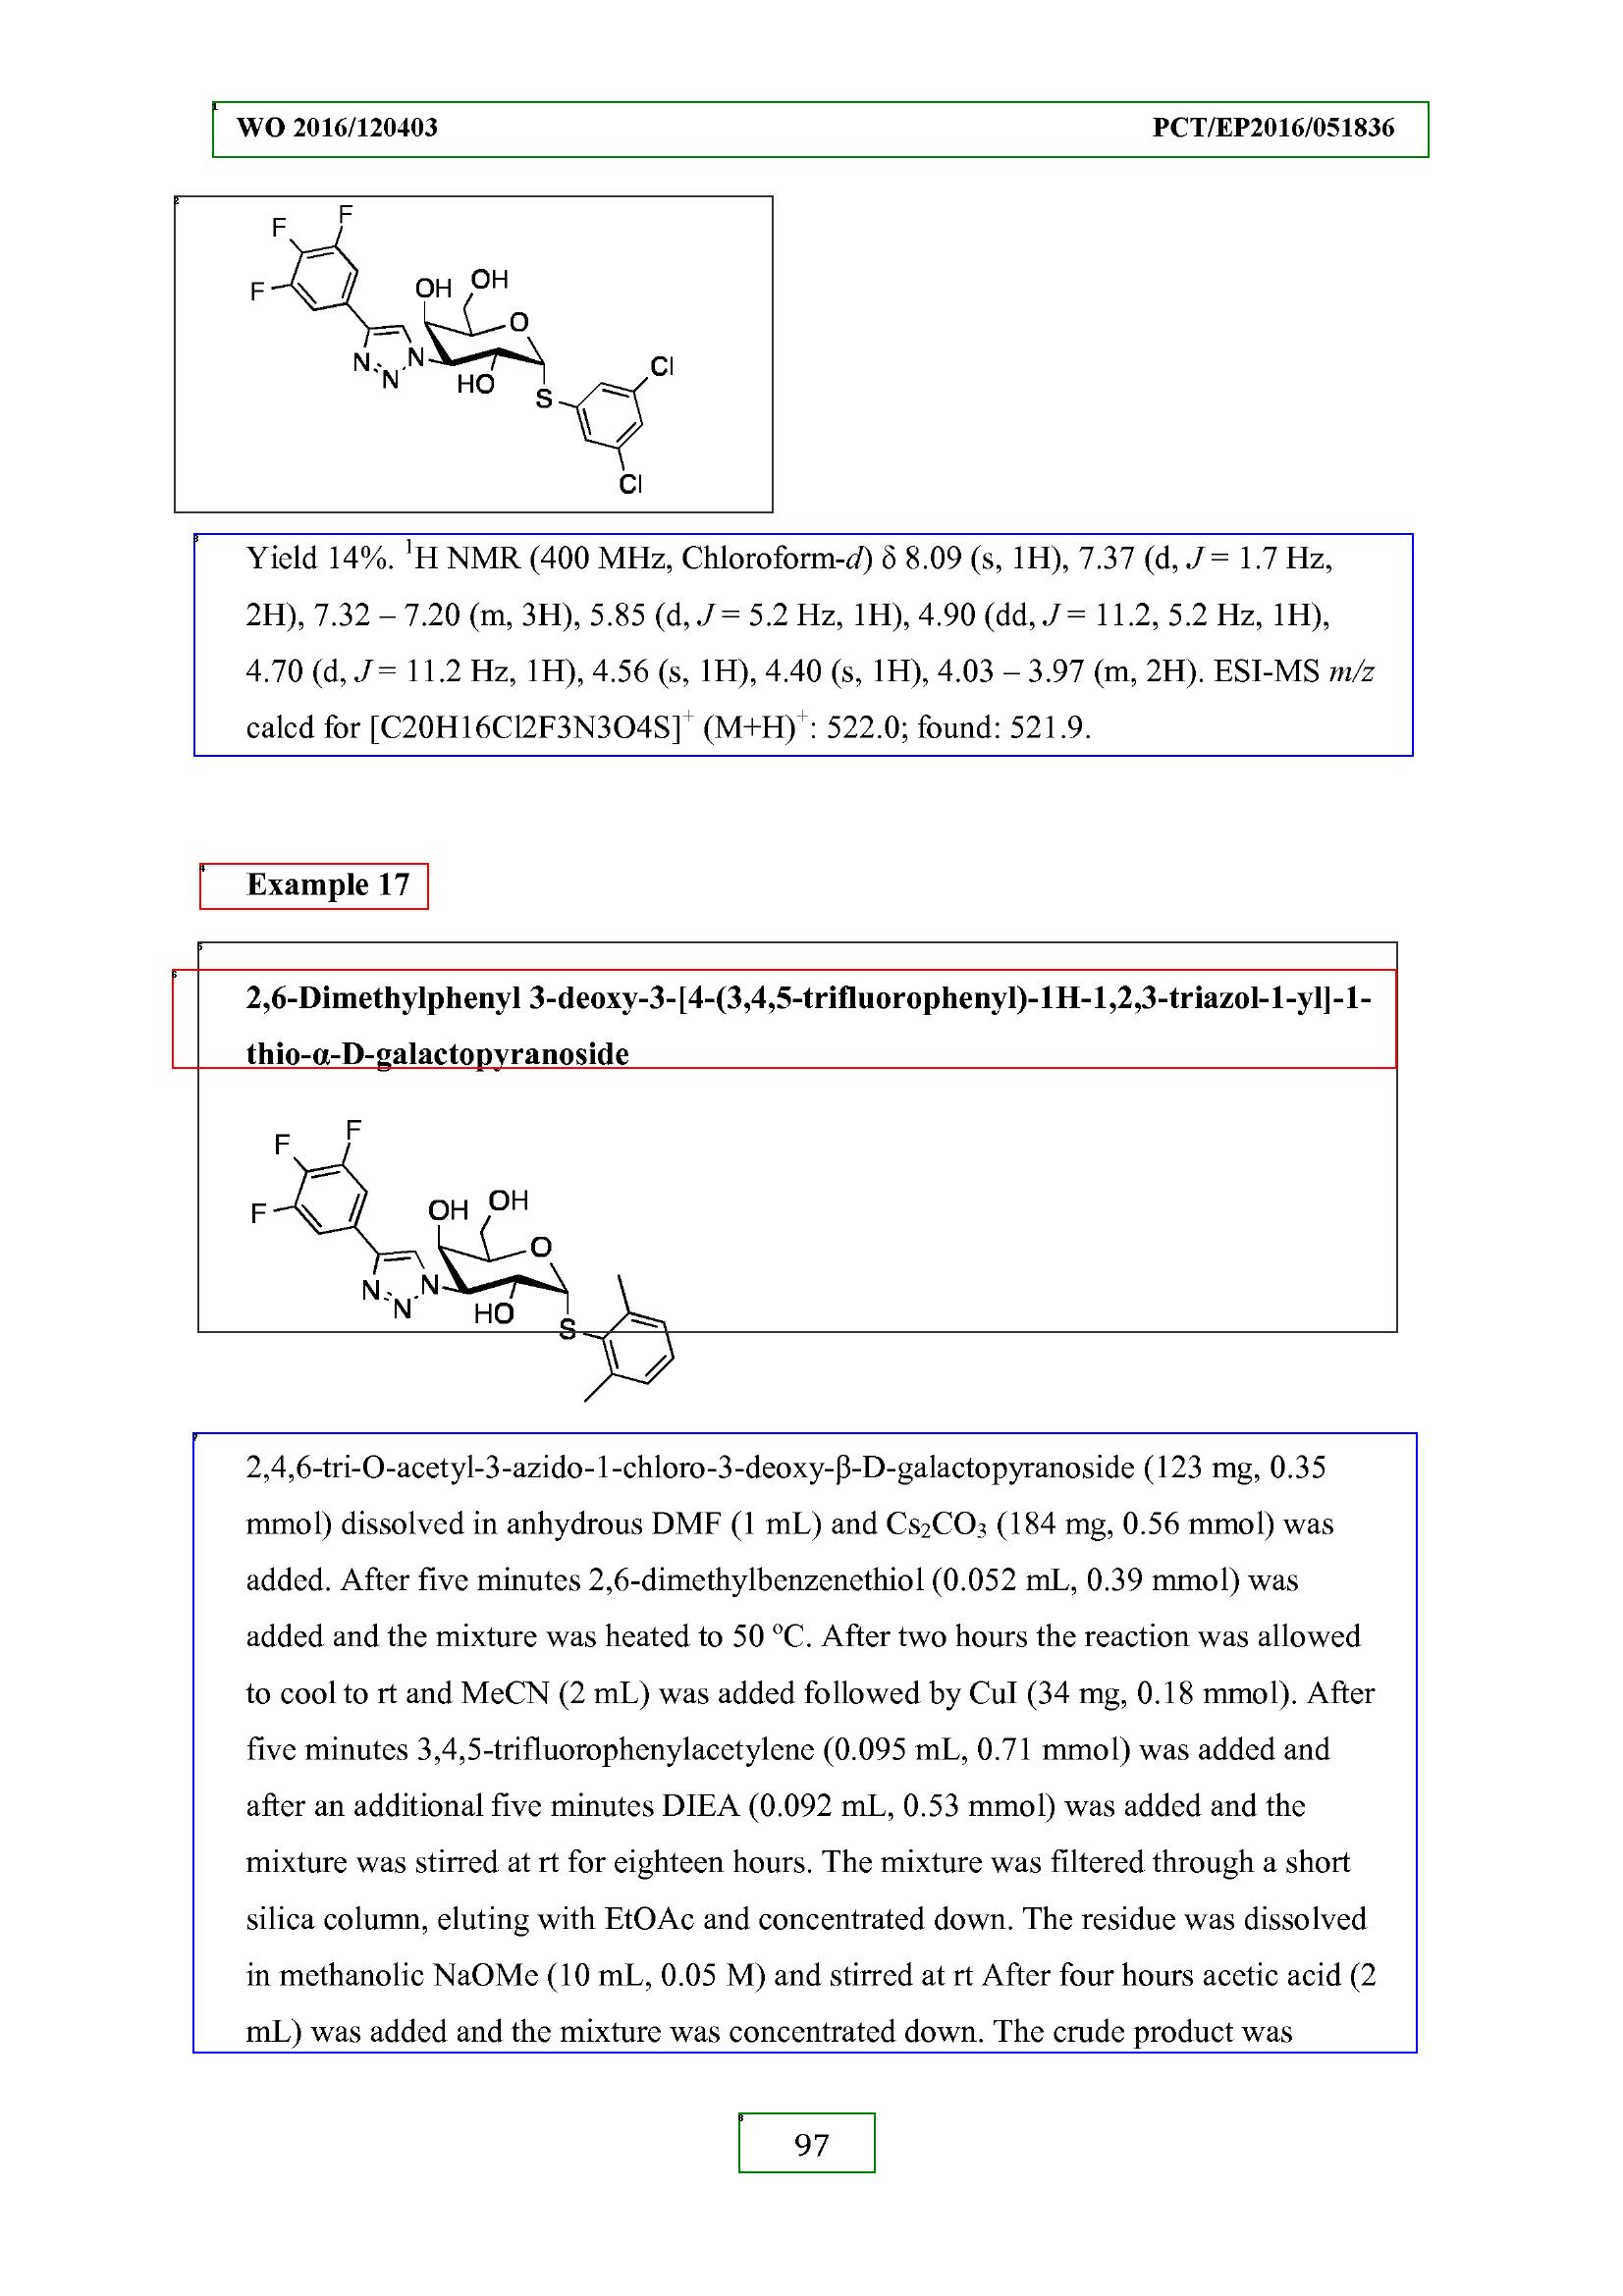 WO 2016/120403 PCT/EP2016/051836
F
F
F
OH
OH
O
N
N
N
HO
S
Cl
Cl
Yield 14%. ¹H NMR (400 MHz, Chloroform-d) δ 8.09 (s, 1H), 7.37 (d, J = 1.7 Hz,
2H), 7.32 – 7.20 (m, 3H), 5.85 (d, J = 5.2 Hz, 1H), 4.90 (dd, J = 11.2, 5.2 Hz, 1H),
4.70 (d, J = 11.2 Hz, 1H), 4.56 (s, 1H), 4.40 (s, 1H), 4.03 – 3.97 (m, 2H). ESI-MS m/z
calcd for [C20H16Cl2F3N3O4S]⁺ (M+H)⁺: 522.0; found: 521.9.
Example 17
2,6-Dimethylphenyl 3-deoxy-3-[4-(3,4,5-trifluorophenyl)-1H-1,2,3-triazol-1-yl]-1-
thio-α-D-galactopyranoside
F
F
F
OH
OH
O
N
N
N
HO
S
2,4,6-tri-O-acetyl-3-azido-1-chloro-3-deoxy-β-D-galactopyranoside (123 mg, 0.35
mmol) dissolved in anhydrous DMF (1 mL) and Cs₂CO₃ (184 mg, 0.56 mmol) was
added. After five minutes 2,6-dimethylbenzenethiol (0.052 mL, 0.39 mmol) was
added and the mixture was heated to 50 ºC. After two hours the reaction was allowed
to cool to rt and MeCN (2 mL) was added followed by CuI (34 mg, 0.18 mmol). After
five minutes 3,4,5-trifluorophenylacetylene (0.095 mL, 0.71 mmol) was added and
after an additional five minutes DIEA (0.092 mL, 0.53 mmol) was added and the
mixture was stirred at rt for eighteen hours. The mixture was filtered through a short
silica column, eluting with EtOAc and concentrated down. The residue was dissolved
in methanolic NaOMe (10 mL, 0.05 M) and stirred at rt After four hours acetic acid (2
mL) was added and the mixture was concentrated down. The crude product was
97